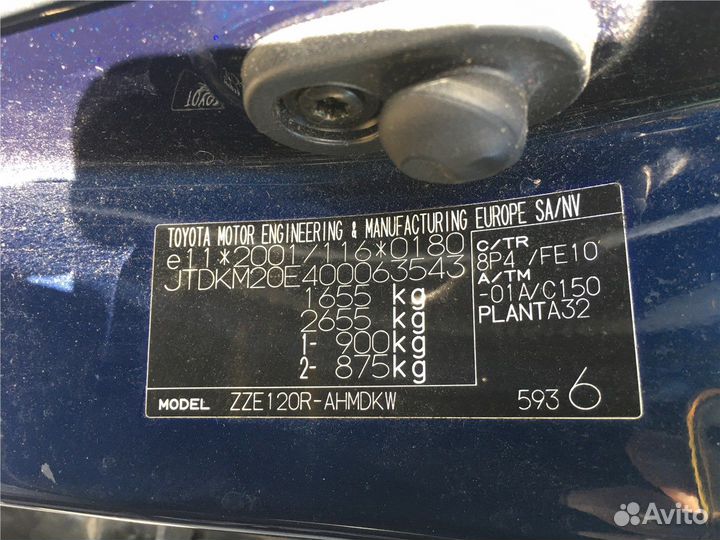 TOYOT
TOYOTA MOTOR ENGINEERING & MANUFACTURING EUROPE SA/NV
e11*2001/116*0180
JTDKM20E400063543
1655 kg
2655 kg
1- 900kg
2- 875kg
MODEL ZZE120R-AHMDKW
C/TR
8P4 /FE10
A/TM
-01A/C150
PLANTA32
593 6
Avito